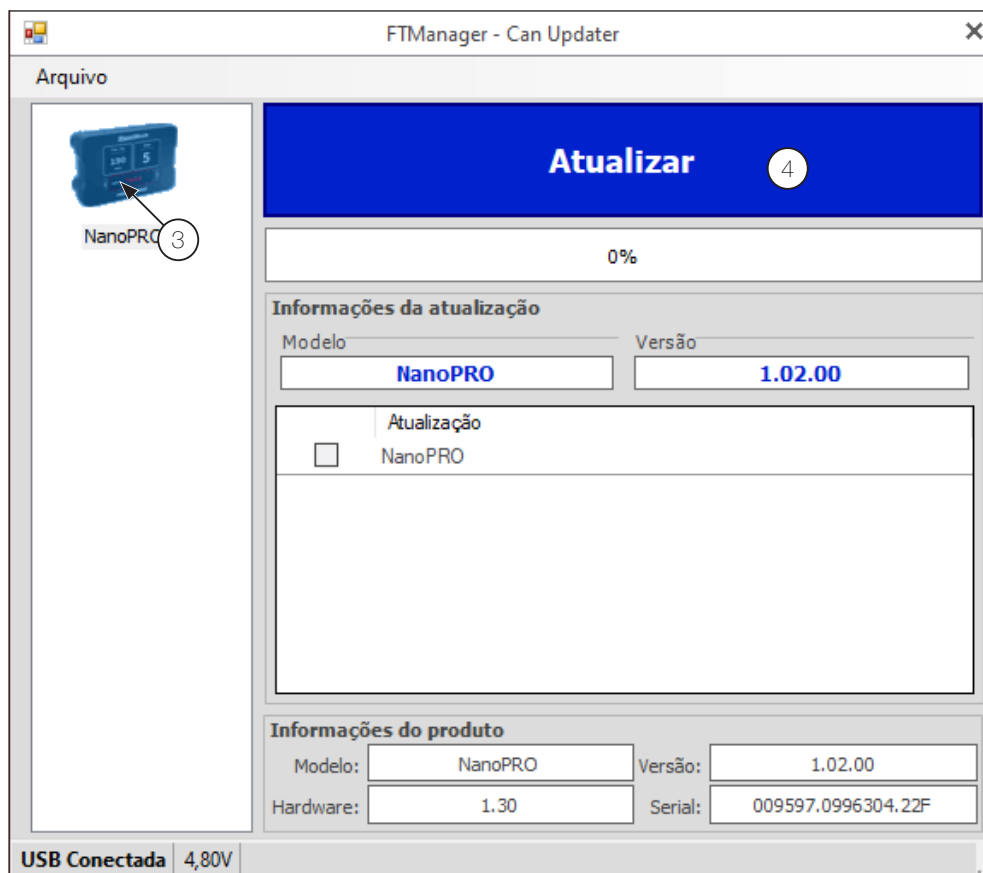 FTManager - Can Updater
Arquivo
Atualizar
4
NanoPRO
3
0%
Informações da atualização
Modelo
Versão
NanoPRO
1.02.00
Atualização
NanoPRO
Informações do produto
Modelo: NanoPRO Versão: 1.02.00
Hardware: 1.30 Serial: 009597.0996304.22F
USB Conectada 4,80V